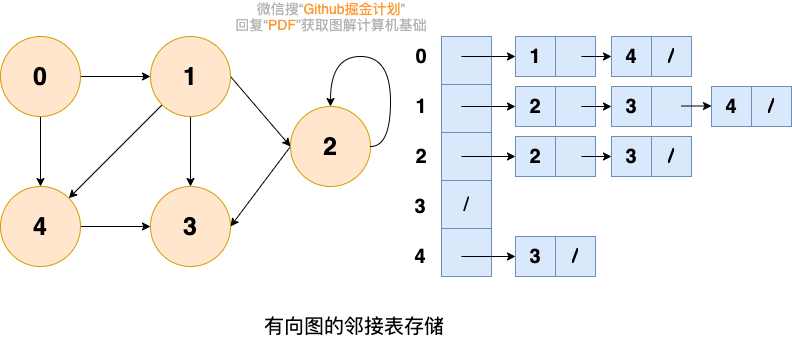 微信搜“Github掘金计划”
回复“PDF”获取图解计算机基础
0 1 2 4 3
0 1 4 /
1 2 3 4 /
2 2 3 /
3 /
4 3 /
有向图的邻接表存储